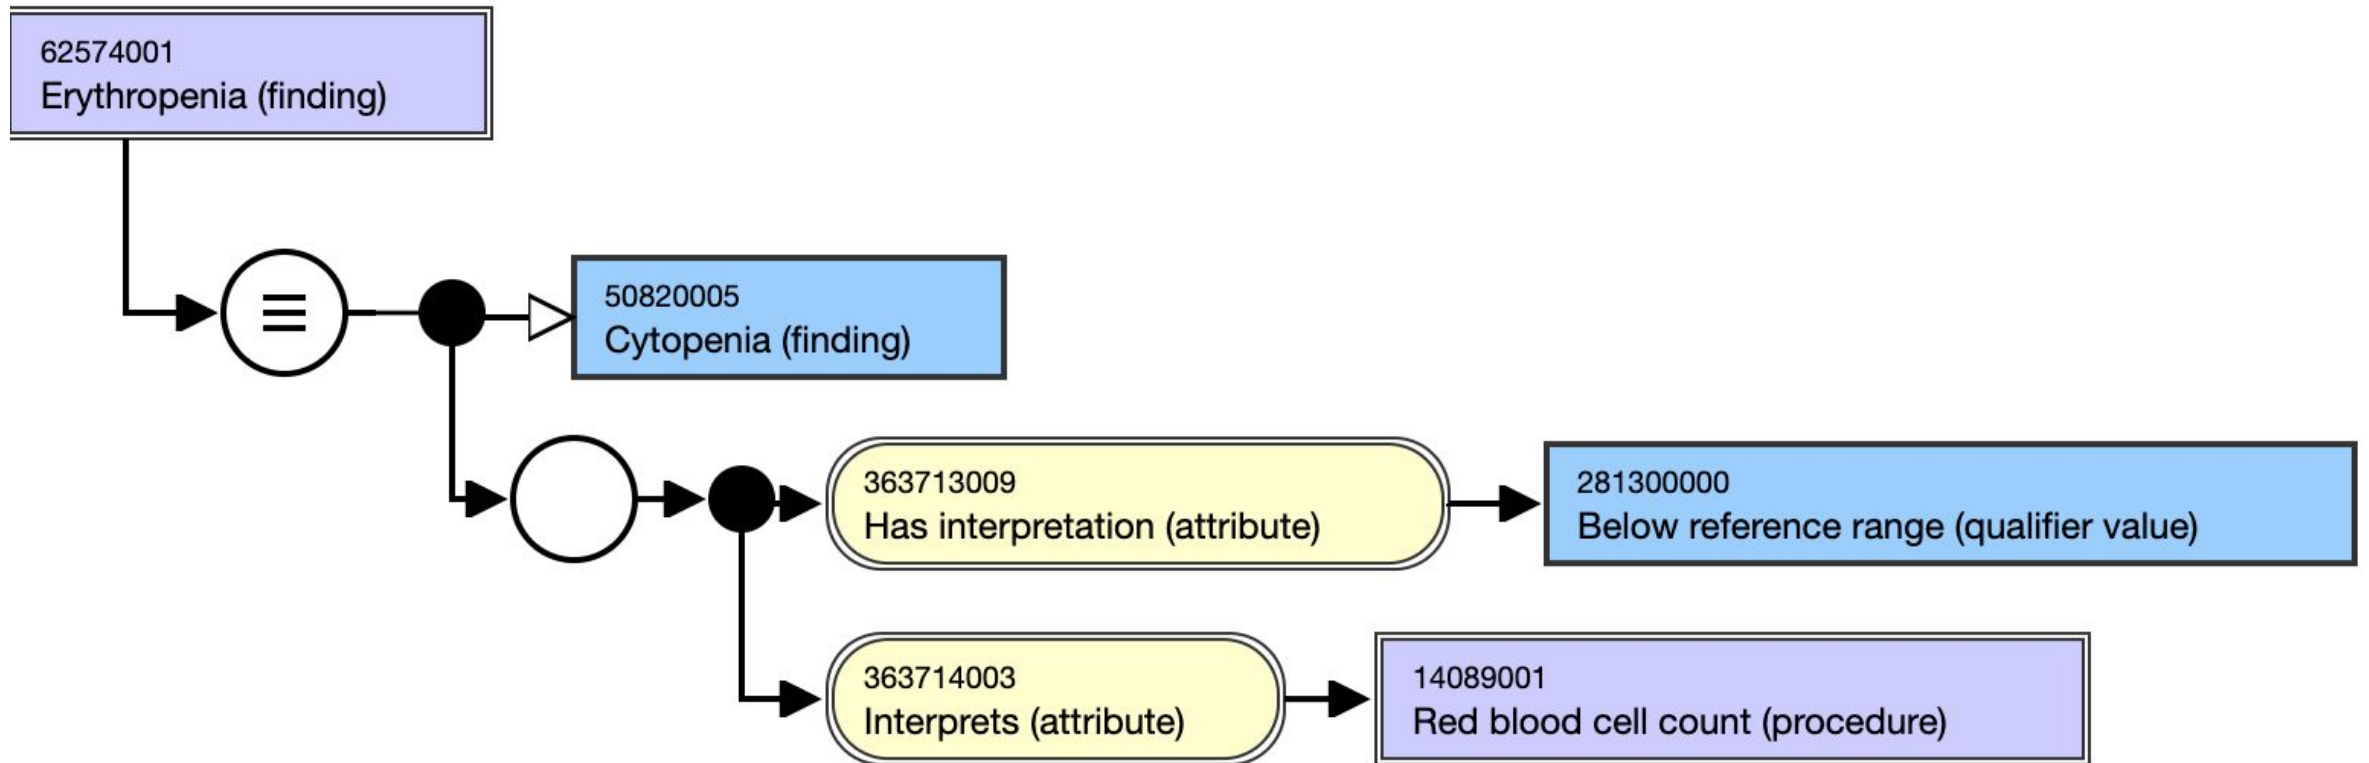 62574001
Erythropenia (finding)
≡
50820005
Cytopenia (finding)
363713009
Has interpretation (attribute)
281300000
Below reference range (qualifier value)
363714003
Interprets (attribute)
14089001
Red blood cell count (procedure)